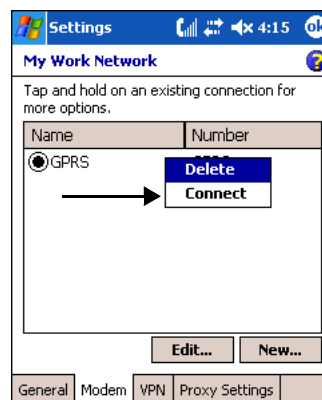 Settings 4:15 ok
My Work Network ?
Tap and hold on an existing connection for
more options.
Name Number
GPRS
Delete
Connect
Edit... New...
General Modem VPN Proxy Settings